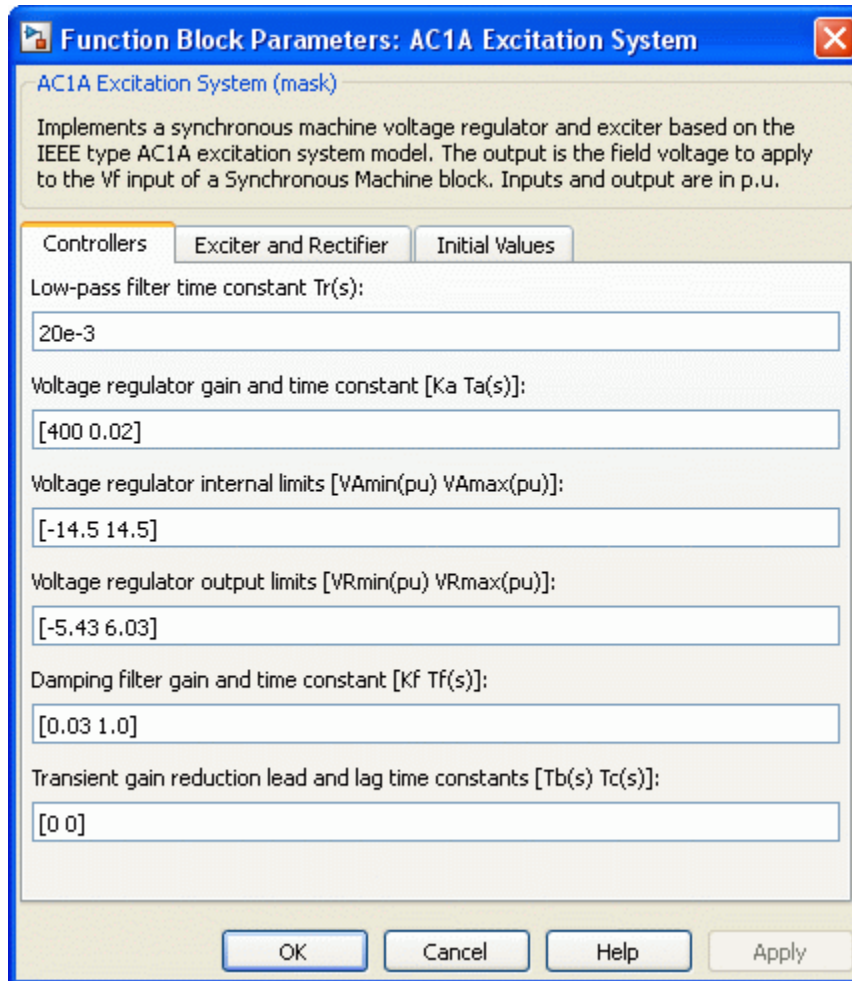 Function Block Parameters: AC1A Excitation System
AC1A Excitation System (mask)
Implements a synchronous machine voltage regulator and exciter based on the
IEEE type AC1A excitation system model. The output is the field voltage to apply
to the Vf input of a Synchronous Machine block. Inputs and output are in p.u.
Controllers Exciter and Rectifier Initial Values
Low-pass filter time constant Tr(s):
20e-3
Voltage regulator gain and time constant [Ka Ta(s)]:
[400 0.02]
Voltage regulator internal limits [VAmin(pu) VAmax(pu)]:
[-14.5 14.5]
Voltage regulator output limits [VRmin(pu) VRmax(pu)]:
[-5.43 6.03]
Damping filter gain and time constant [Kf Tf(s)]:
[0.03 1.0]
Transient gain reduction lead and lag time constants [Tb(s) Tc(s)]:
[0 0]
OK Cancel Help Apply